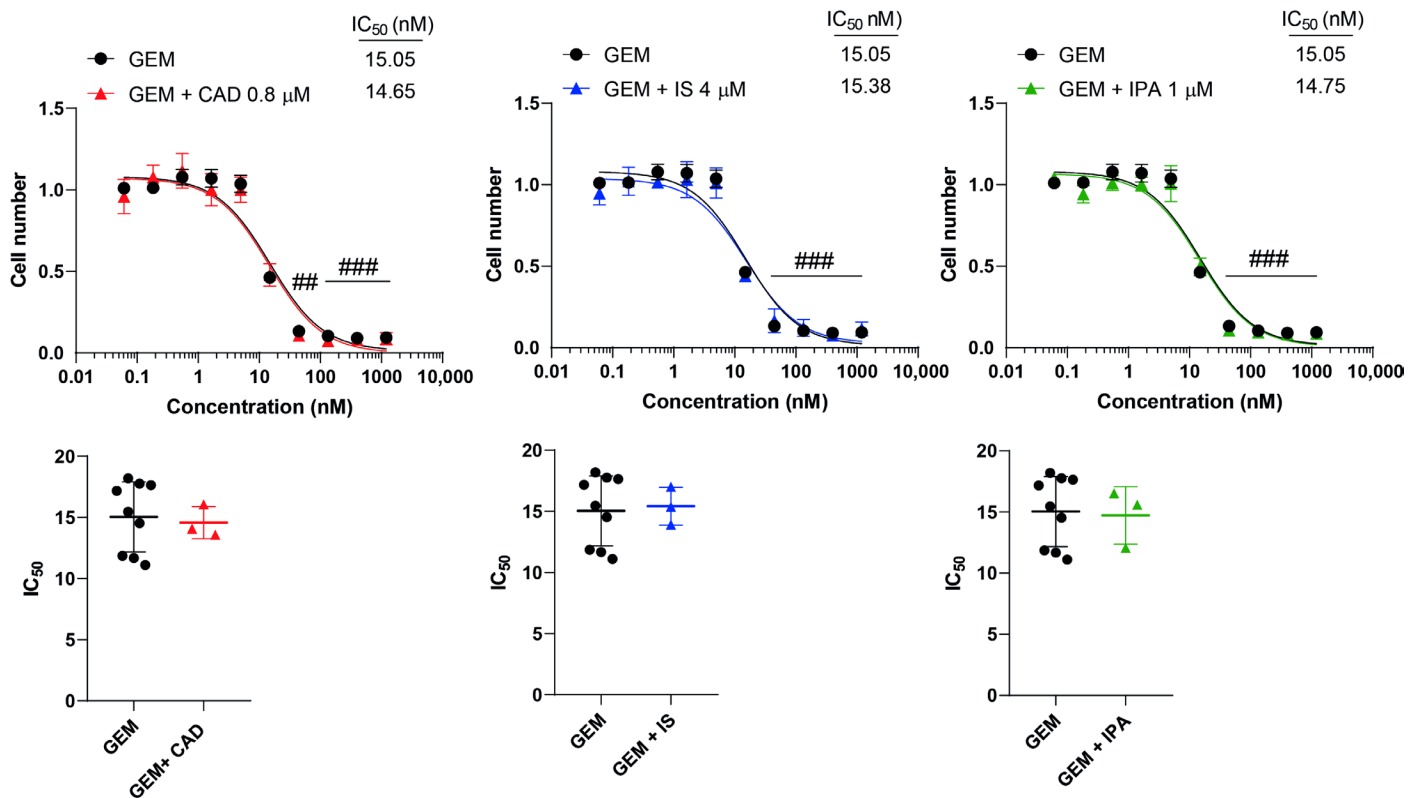 IC50 (nM)
GEM 15.05
GEM + CAD 0.8 μM 14.65
1.5
1.0
0.5
0.0
Cell number
## ###
0.01 0.1 1 10 100 1000 10,000
Concentration (nM)
IC50 nM)
GEM 15.05
GEM + IS 4 μM 15.38
1.5
1.0
0.5
0.0
Cell number
###
0.01 0.1 1 10 100 1000 10,000
Concentration (nM)
IC50 (nM)
GEM 15.05
GEM + IPA 1 μM 14.75
1.5
1.0
0.5
0.0
Cell number
###
0.01 0.1 1 10 100 1000 10,000
Concentration (nM)
20
15
10
5
0
IC50
GEM
GEM+ CAD
20
15
10
5
0
IC50
GEM
GEM + IS
20
15
10
5
0
IC50
GEM
GEM + IPA